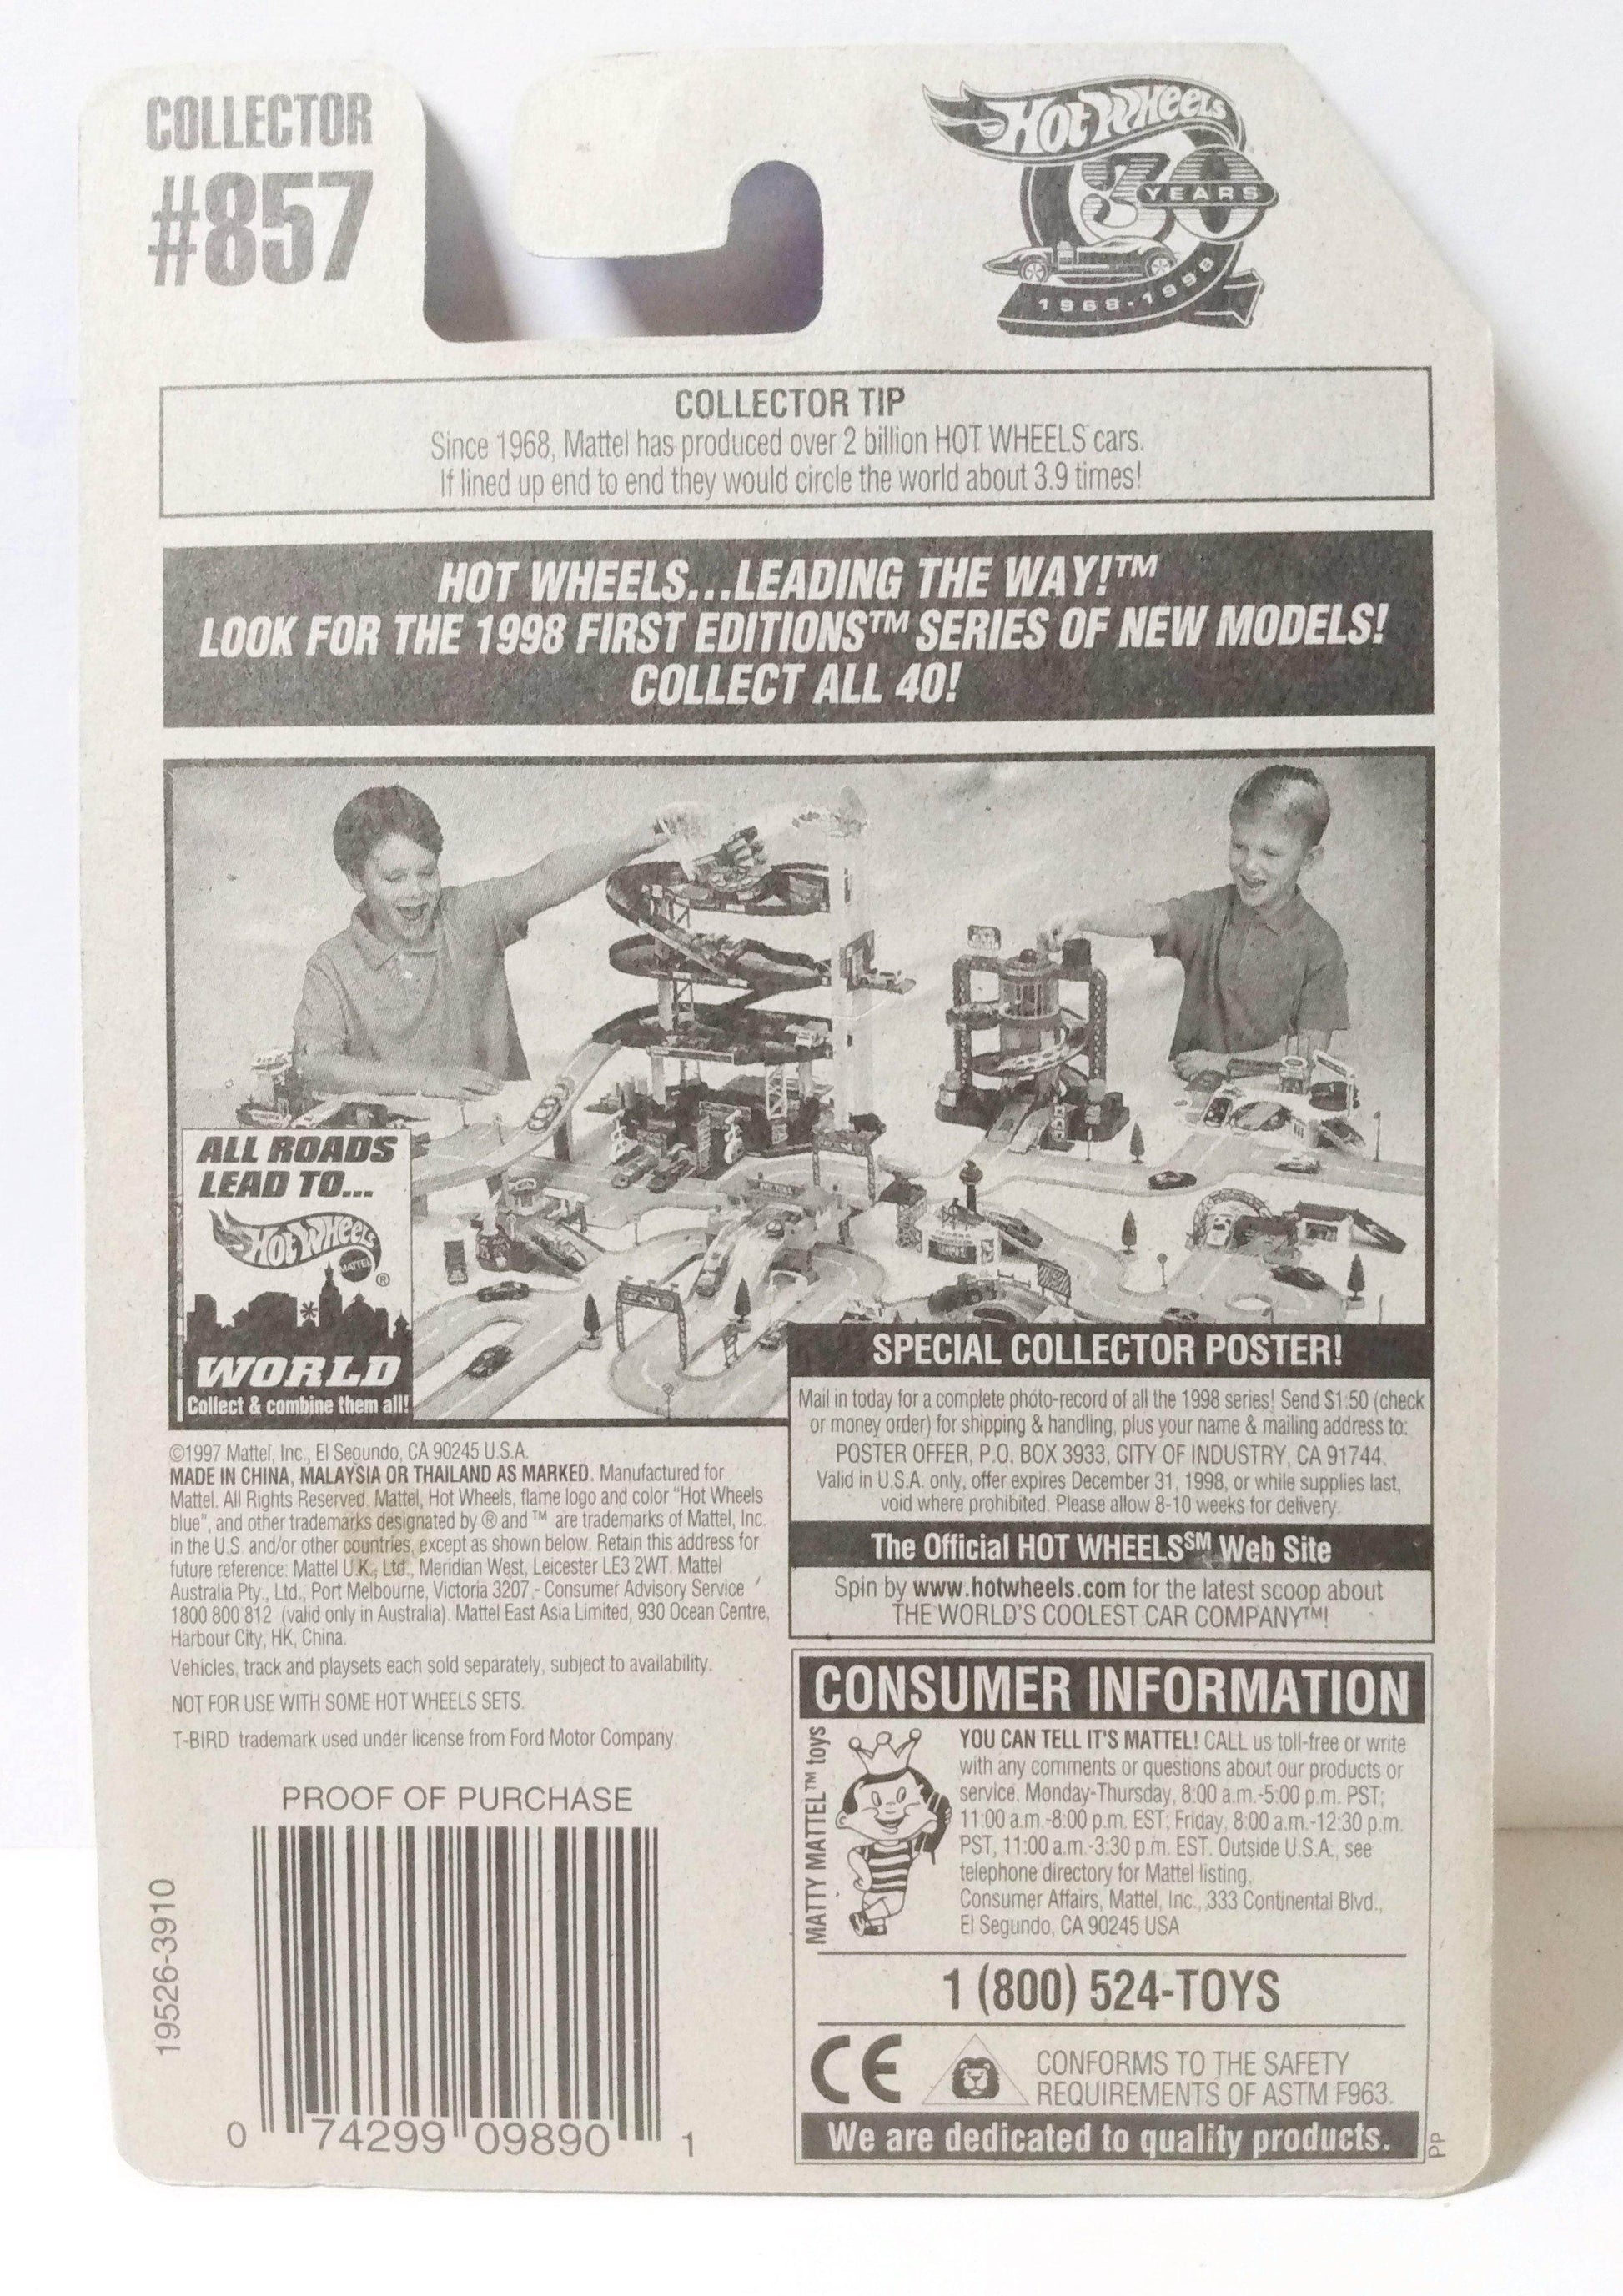 COLLECTOR
#857
Hot Wheels
30
YEARS
1968-1998
COLLECTOR TIP
Since 1968, Mattel has produced over 2 billion HOT WHEELS cars.
If lined up end to end they would circle the world about 3.9 times!
HOT WHEELS...LEADING THE WAY!™
LOOK FOR THE 1998 FIRST EDITIONS™ SERIES OF NEW MODELS!
COLLECT ALL 40!
ALL ROADS
LEAD TO...
Hot Wheels
MATTEL
®
WORLD
Collect & combine them all!
SPECIAL COLLECTOR POSTER!
Mail in today for a complete photo-record of all the 1998 series! Send $1.50 (check
or money order) for shipping & handling, plus your name & mailing address to:
POSTER OFFER, P.O. BOX 3933, CITY OF INDUSTRY, CA 91744.
Valid in U.S.A. only, offer expires December 31, 1998, or while supplies last,
void where prohibited. Please allow 8-10 weeks for delivery.
The Official HOT WHEELS℠ Web Site
Spin by www.hotwheels.com for the latest scoop about
THE WORLD'S COOLEST CAR COMPANY™!
©1997 Mattel, Inc., El Segundo, CA 90245 U.S.A.
MADE IN CHINA, MALAYSIA OR THAILAND AS MARKED. Manufactured for
Mattel. All Rights Reserved. Mattel, Hot Wheels, flame logo and color "Hot Wheels
blue", and other trademarks designated by ® and ™ are trademarks of Mattel, Inc.
in the U.S. and/or other countries, except as shown below. Retain this address for
future reference: Mattel U.K., Ltd., Meridian West, Leicester LE3 2WT. Mattel
Australia Pty., Ltd., Port Melbourne, Victoria 3207.- Consumer Advisory Service
1800 800 812 (valid only in Australia). Mattel East Asia Limited, 930 Ocean Centre,
Harbour City, HK, China.
Vehicles, track and playsets each sold separately, subject to availability.
NOT FOR USE WITH SOME HOT WHEELS SETS.
T-BIRD trademark used under license from Ford Motor Company.
PROOF OF PURCHASE
19526-3910
0 74299 09890 1
CONSUMER INFORMATION
MATTY MATTEL™ toys
YOU CAN TELL IT'S MATTEL! CALL us toll-free or write
with any comments or questions about our products or
service. Monday-Thursday, 8:00 a.m.-5:00 p.m. PST;
11:00 a.m.-8:00 p.m. EST; Friday, 8:00 a.m.-12:30 p.m.
PST, 11:00 a.m.-3:30 p.m. EST. Outside U.S.A., see
telephone directory for Mattel listing.
Consumer Affairs, Mattel, Inc., 333 Continental Blvd.,
El Segundo, CA 90245 USA
1 (800) 524-TOYS
CE
CONFORMS TO THE SAFETY
REQUIREMENTS OF ASTM F963.
We are dedicated to quality products.
PP